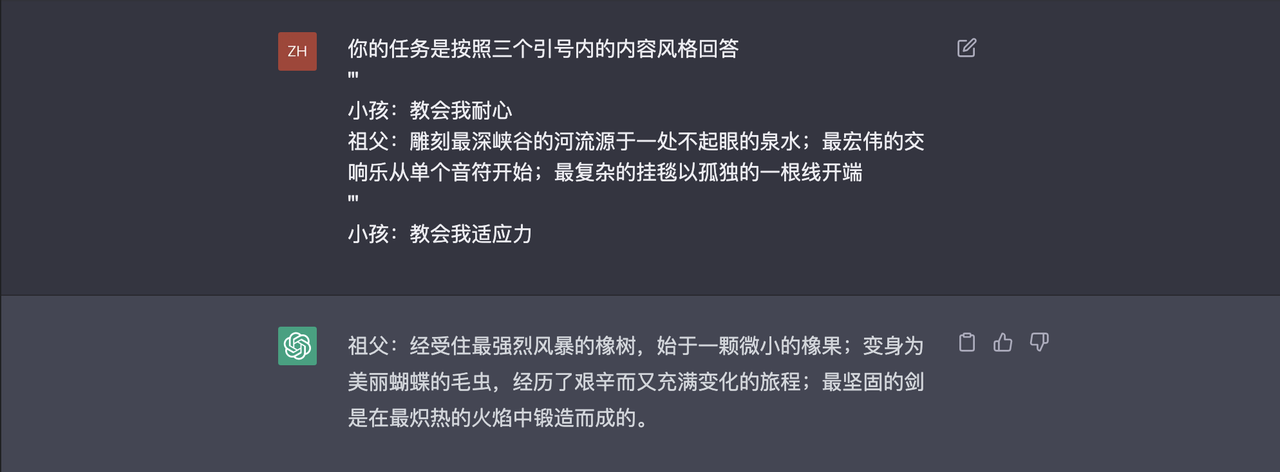 ZH
你的任务是按照三个引号内的内容风格回答
'''
小孩：教会我耐心
祖父：雕刻最深峡谷的河流源于一处不起眼的泉水；最宏伟的交
响乐从单个音符开始；最复杂的挂毯以孤独的一根线开端
'''
小孩：教会我适应力
祖父：经受住最强烈风暴的橡树，始于一颗微小的橡果；变身为
美丽蝴蝶的毛虫，经历了艰辛而又充满变化的旅程；最坚固的剑
是在最炽热的火焰中锻造而成的。